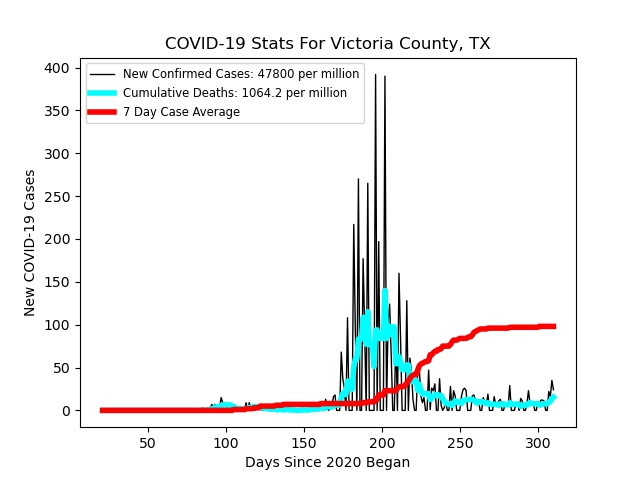 COVID-19 Stats For Victoria County, TX
New Confirmed Cases: 47800 per million
Cumulative Deaths: 1064.2 per million
7 Day Case Average
New COVID-19 Cases
400
350
300
250
200
150
100
50
0
50 100 150 200 250 300
Days Since 2020 Began